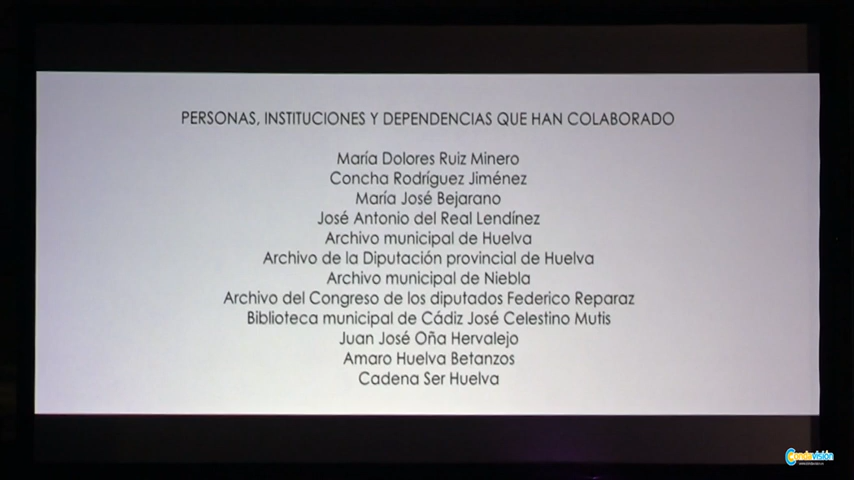 PERSONAS, INSTITUCIONES Y DEPENDENCIAS QUE HAN COLABORADO
María Dolores Ruiz Minero
Concha Rodríguez Jiménez
María José Bejarano
José Antonio del Real Lendínez
Archivo municipal de Huelva
Archivo de la Diputación provincial de Huelva
Archivo municipal de Niebla
Archivo del Congreso de los diputados Federico Reparaz
Biblioteca municipal de Cádiz José Celestino Mutis
Juan José Oña Hervalejo
Amaro Huelva Betanzos
Cadena Ser Huelva
Condavisión